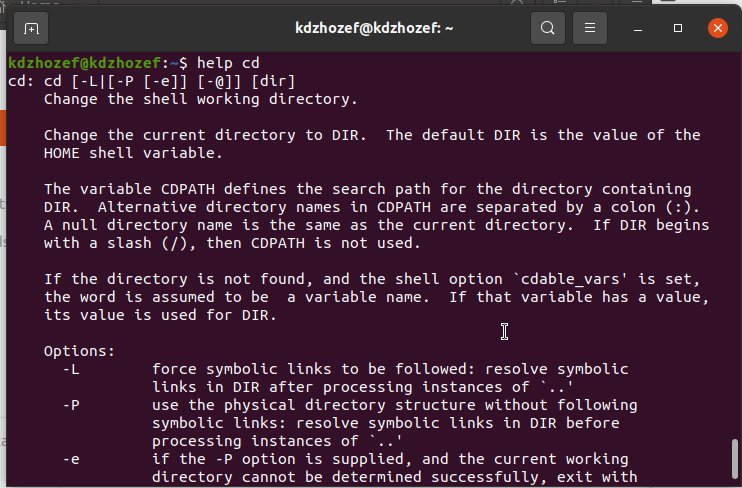 kdzhozef@kdzhozef: ~
kdzhozef@kdzhozef:~$ help cd
cd: cd [-L|[-P [-e]] [-@]] [dir]
    Change the shell working directory.

    Change the current directory to DIR.  The default DIR is the value of the
    HOME shell variable.

    The variable CDPATH defines the search path for the directory containing
    DIR.  Alternative directory names in CDPATH are separated by a colon (:).
    A null directory name is the same as the current directory.  If DIR begins
    with a slash (/), then CDPATH is not used.

    If the directory is not found, and the shell option `cdable_vars' is set,
    the word is assumed to be  a variable name.  If that variable has a value,
    its value is used for DIR.

    Options:
      -L        force symbolic links to be followed: resolve symbolic
                links in DIR after processing instances of `..'
      -P        use the physical directory structure without following
                symbolic links: resolve symbolic links in DIR before
                processing instances of `..'
      -e        if the -P option is supplied, and the current working
                directory cannot be determined successfully, exit with